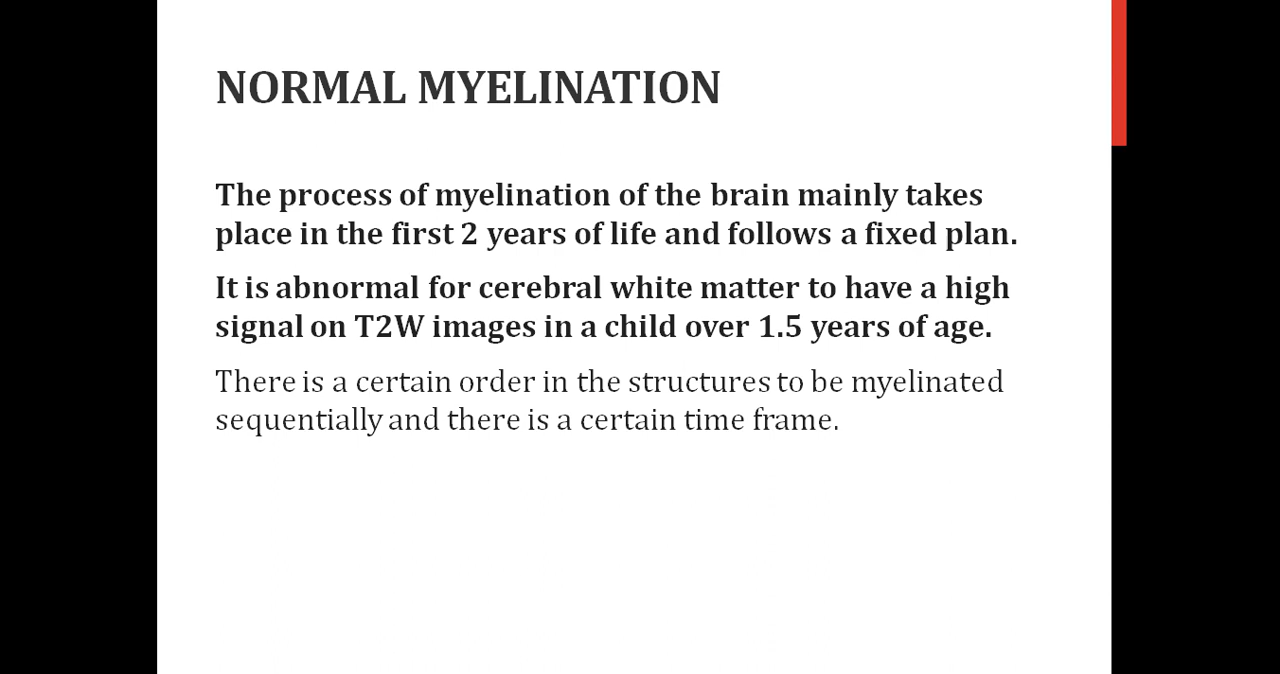 NORMAL MYELINATION
The process of myelination of the brain mainly takes
place in the first 2 years of life and follows a fixed plan.
It is abnormal for cerebral white matter to have a high
signal on T2W images in a child over 1.5 years of age.
There is a certain order in the structures to be myelinated
sequentially and there is a certain time frame.